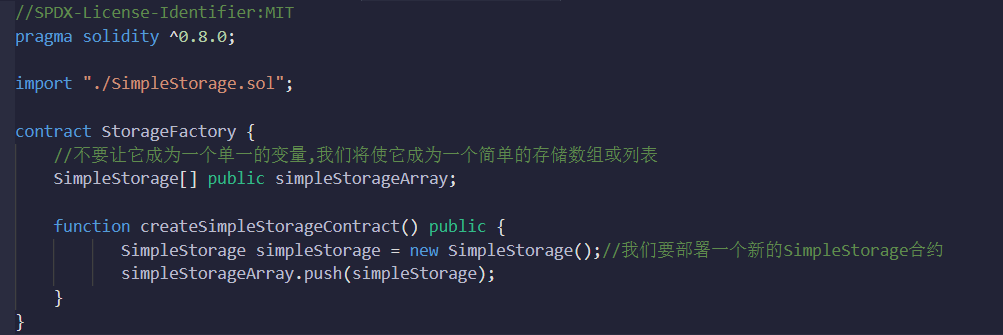 //SPDX-License-Identifier:MIT
pragma solidity ^0.8.0;
import "./SimpleStorage.sol";
contract StorageFactory {
//不要让它成为一个单一的变量,我们将使它成为一个简单的存储数组或列表
SimpleStorage[] public simpleStorageArray;
function createSimpleStorageContract() public {
SimpleStorage simpleStorage = new SimpleStorage();//我们要部署一个新的SimpleStorage合约
simpleStorageArray.push(simpleStorage);
}
}